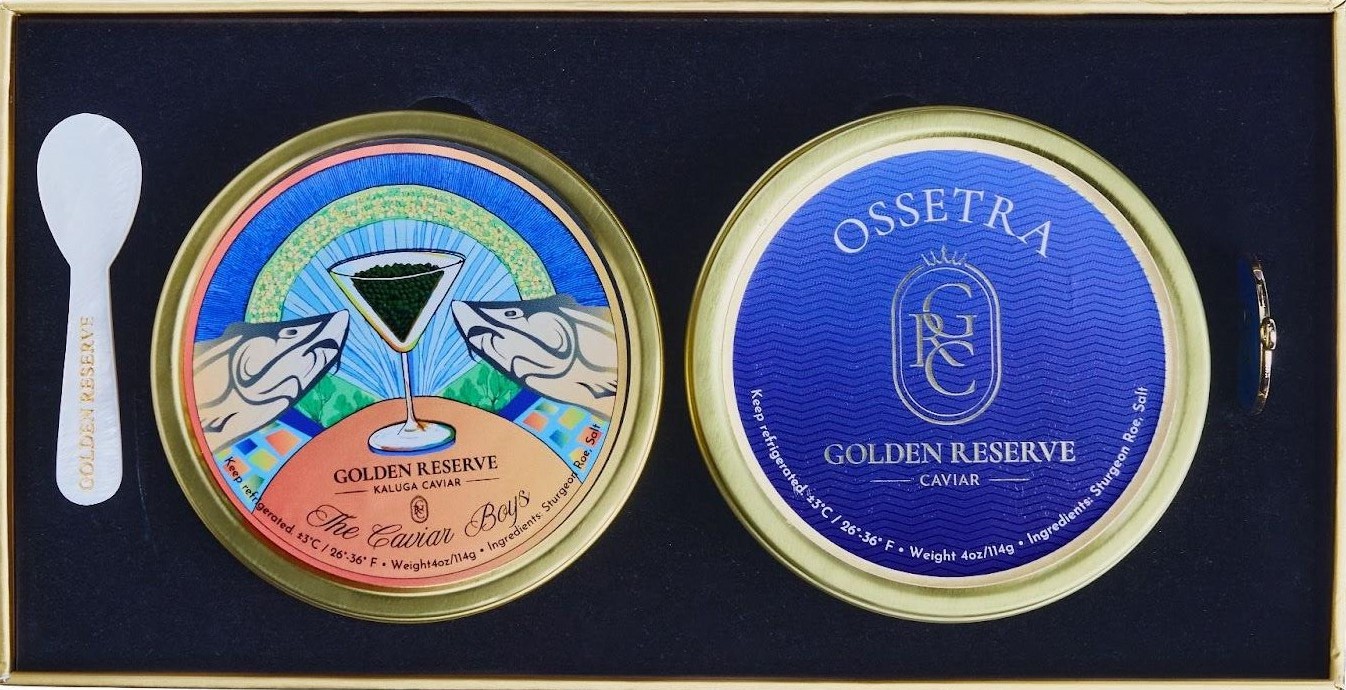 GOLDEN RESERVE
GOLDEN RESERVE
KALUGA CAVIAR
GRC
The Caviar Boys
Keep refrigerated. ±3°C / 26°-36° F • Weight4oz/114g • Ingredients: Sturgeon Roe, Salt
OSSETRA
GRC
GOLDEN RESERVE
CAVIAR
Keep refrigerated. ±3°C / 26°-36° F • Weight 4oz/114g • Ingredients: Sturgeon Roe, Salt